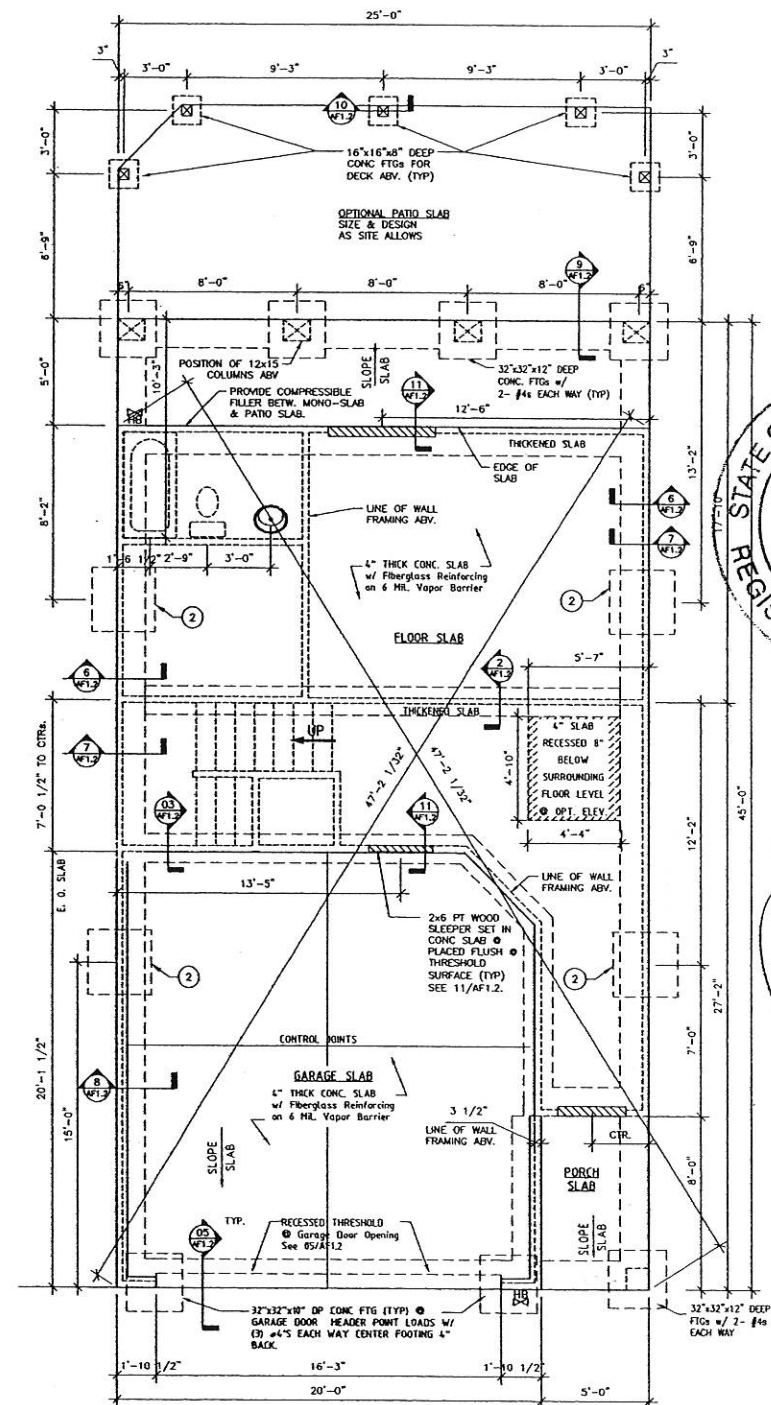 25'-0"
3"
3'-0"
9'-3"
9'-3"
3'-0"
3"
10
AF1.2
3'-0"
3'-0"
16"x16"x8" DEEP
CONC FTGs FOR
DECK ABV. (TYP)
OPTIONAL PATIO SLAB
SIZE & DESIGN
AS SITE ALLOWS
6'-9"
6'-9"
9
AF1.2
6"
8'-0"
8'-0"
8'-0"
6"
POSITION OF 12x15
COLUMNS ABV
SLOPE
SLAB
32"x32"x12" DEEP
CONC. FTGs w/
2- #4s EACH WAY (TYP)
5'-0"
10'-3"
PROVIDE COMPRESSIBLE
FILLER BETW. MONO-SLAB
& PATIO SLAB.
HB
11
AF1.2
12'-6"
THICKENED SLAB
EDGE OF
SLAB
13'-2"
17'-10"
STATE
REGIS
8'-2"
LINE OF WALL
FRAMING ABV.
6
AF1.2
7
AF1.2
1'-6 1/2"
2'-9"
3'-0"
4" THICK CONC. SLAB
w/ Fiberglass Reinforcing
on 6 Mil. Vapor Barrier
2
2
FLOOR SLAB
6
AF1.2
2
AF1.2
5'-7"
THICKENED SLAB
UP
7
AF1.2
7'-0 1/2" TO CTRs.
4'-10"
4" SLAB
RECESSED 8"
BELOW
SURROUNDING
FLOOR LEVEL
@ OPT. ELEV
4'-4"
47'-2 1/32"
47'-2 1/32"
45'-0"
03
AF1.2
11
AF1.2
12'-2"
E. O. SLAB
13'-5"
LINE OF WALL
FRAMING ABV.
2x6 PT WOOD
SLEEPER SET IN
CONC SLAB @
PLACED FLUSH @
THRESHOLD
SURFACE (TYP)
SEE 11/AF1.2.
2
2
27'-2"
20'-1 1/2"
CONTROL JOINTS
7'-0"
8
AF1.2
GARAGE SLAB
4" THICK CONC. SLAB
w/ Fiberglass Reinforcing
on 6 Mil. Vapor Barrier
15'-0"
3 1/2"
LINE OF WALL
FRAMING ABV.
CTR.
SLOPE
SLAB
PORCH
SLAB
8'-0"
TYP.
05
AF1.2
RECESSED THRESHOLD
@ Garage Door Opening
See 05/AF1.2
SLOPE
SLAB
HB
32"x32"x10" DP CONC FTG (TYP) @
GARAGE DOOR HEADER POINT LOADS W/
(3) #4'S EACH WAY CENTER FOOTING 4"
BACK.
32"x32"x12" DEEP
FTGs w/ 2- #4s
EACH WAY
1'-10 1/2"
16'-3"
1'-10 1/2"
20'-0"
5'-0"